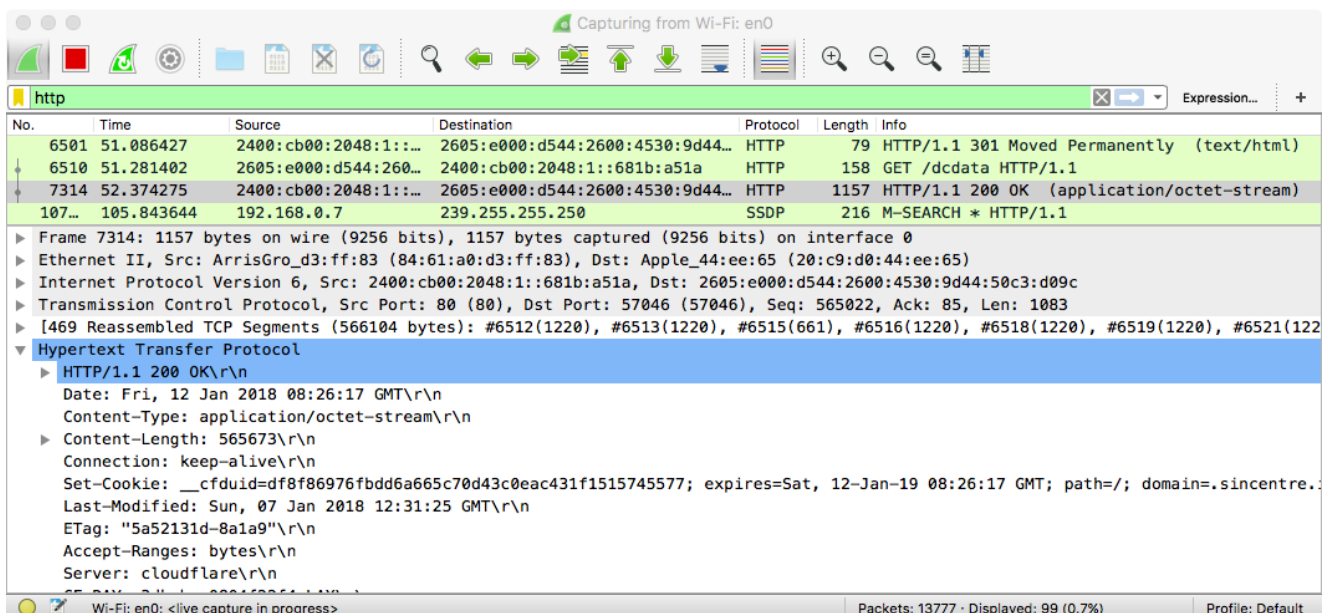 Capturing from Wi-Fi: en0
http Expression... +
No. Time Source Destination Protocol Length Info
6501 51.086427 2400:cb00:2048:1::… 2605:e000:d544:2600:4530:9d44… HTTP 79 HTTP/1.1 301 Moved Permanently (text/html)
6510 51.281402 2605:e000:d544:260… 2400:cb00:2048:1::681b:a51a HTTP 158 GET /dcdata HTTP/1.1
7314 52.374275 2400:cb00:2048:1::… 2605:e000:d544:2600:4530:9d44… HTTP 1157 HTTP/1.1 200 OK (application/octet-stream)
107… 105.843644 192.168.0.7 239.255.255.250 SSDP 216 M-SEARCH * HTTP/1.1
Frame 7314: 1157 bytes on wire (9256 bits), 1157 bytes captured (9256 bits) on interface 0
Ethernet II, Src: ArrisGro_d3:ff:83 (84:61:a0:d3:ff:83), Dst: Apple_44:ee:65 (20:c9:d0:44:ee:65)
Internet Protocol Version 6, Src: 2400:cb00:2048:1::681b:a51a, Dst: 2605:e000:d544:2600:4530:9d44:50c3:d09c
Transmission Control Protocol, Src Port: 80 (80), Dst Port: 57046 (57046), Seq: 565022, Ack: 85, Len: 1083
[469 Reassembled TCP Segments (566104 bytes): #6512(1220), #6513(1220), #6515(661), #6516(1220), #6518(1220), #6519(1220), #6521(122
Hypertext Transfer Protocol
HTTP/1.1 200 OK\r\n
Date: Fri, 12 Jan 2018 08:26:17 GMT\r\n
Content-Type: application/octet-stream\r\n
Content-Length: 565673\r\n
Connection: keep-alive\r\n
Set-Cookie: __cfduid=df8f86976fbdd6a665c70d43c0eac431f1515745577; expires=Sat, 12-Jan-19 08:26:17 GMT; path=/; domain=.sincentre.
Last-Modified: Sun, 07 Jan 2018 12:31:25 GMT\r\n
ETag: "5a52131d-8a1a9"\r\n
Accept-Ranges: bytes\r\n
Server: cloudflare\r\n
Wi-Fi: en0: <live capture in progress> Packets: 13777 · Displayed: 99 (0.7%) Profile: Default